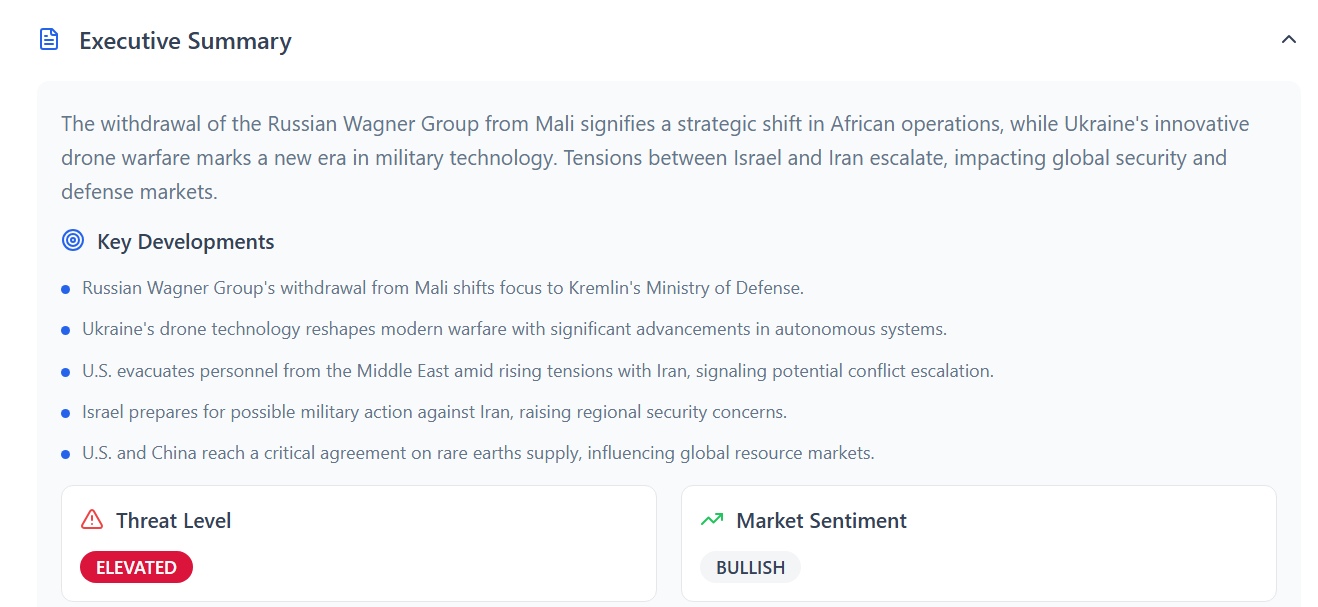 Executive Summary
The withdrawal of the Russian Wagner Group from Mali signifies a strategic shift in African operations, while Ukraine's innovative
drone warfare marks a new era in military technology. Tensions between Israel and Iran escalate, impacting global security and
defense markets.
Key Developments
Russian Wagner Group's withdrawal from Mali shifts focus to Kremlin's Ministry of Defense.
Ukraine's drone technology reshapes modern warfare with significant advancements in autonomous systems.
U.S. evacuates personnel from the Middle East amid rising tensions with Iran, signaling potential conflict escalation.
Israel prepares for possible military action against Iran, raising regional security concerns.
U.S. and China reach a critical agreement on rare earths supply, influencing global resource markets.
Threat Level
ELEVATED
Market Sentiment
BULLISH